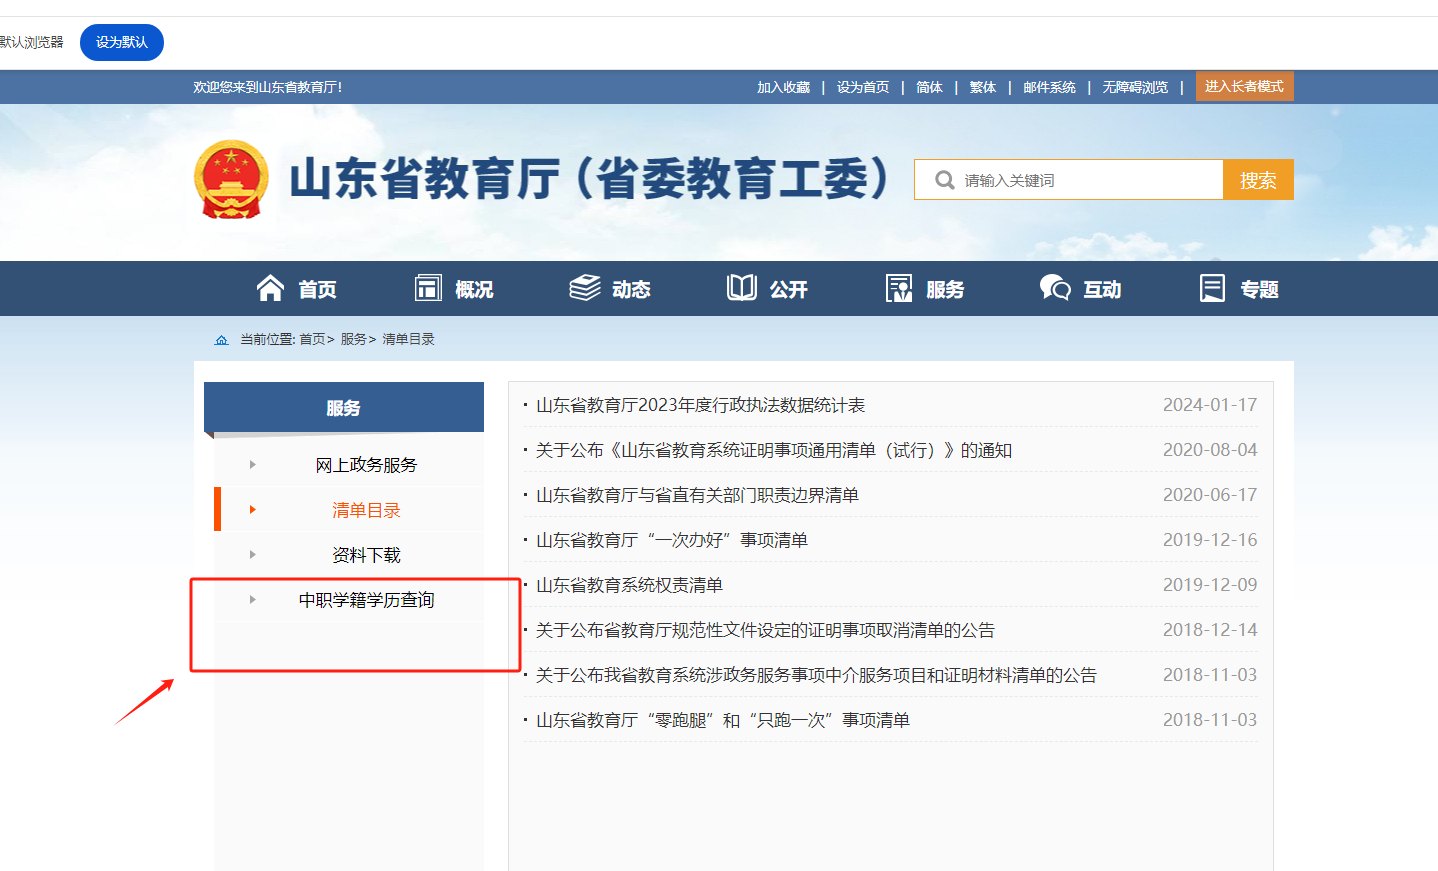 默认浏览器 设为默认
欢迎您来到山东省教育厅!
加入收藏 | 设为首页 | 简体 | 繁体 | 邮件系统 | 无障碍浏览 | 进入长者模式
山东省教育厅（省委教育工委）
请输入关键词 搜索
首页 概况 动态 公开 服务 互动 专题
当前位置: 首页> 服务> 清单目录
服务
网上政务服务
清单目录
资料下载
中职学籍学历查询
· 山东省教育厅2023年度行政执法数据统计表 2024-01-17
· 关于公布《山东省教育系统证明事项通用清单（试行）》的通知 2020-08-04
· 山东省教育厅与省直有关部门职责边界清单 2020-06-17
· 山东省教育厅“一次办好”事项清单 2019-12-16
· 山东省教育系统权责清单 2019-12-09
· 关于公布省教育厅规范性文件设定的证明事项取消清单的公告 2018-12-14
· 关于公布我省教育系统涉政务服务事项中介服务项目和证明材料清单的公告 2018-11-03
· 山东省教育厅“零跑腿”和“只跑一次”事项清单 2018-11-03